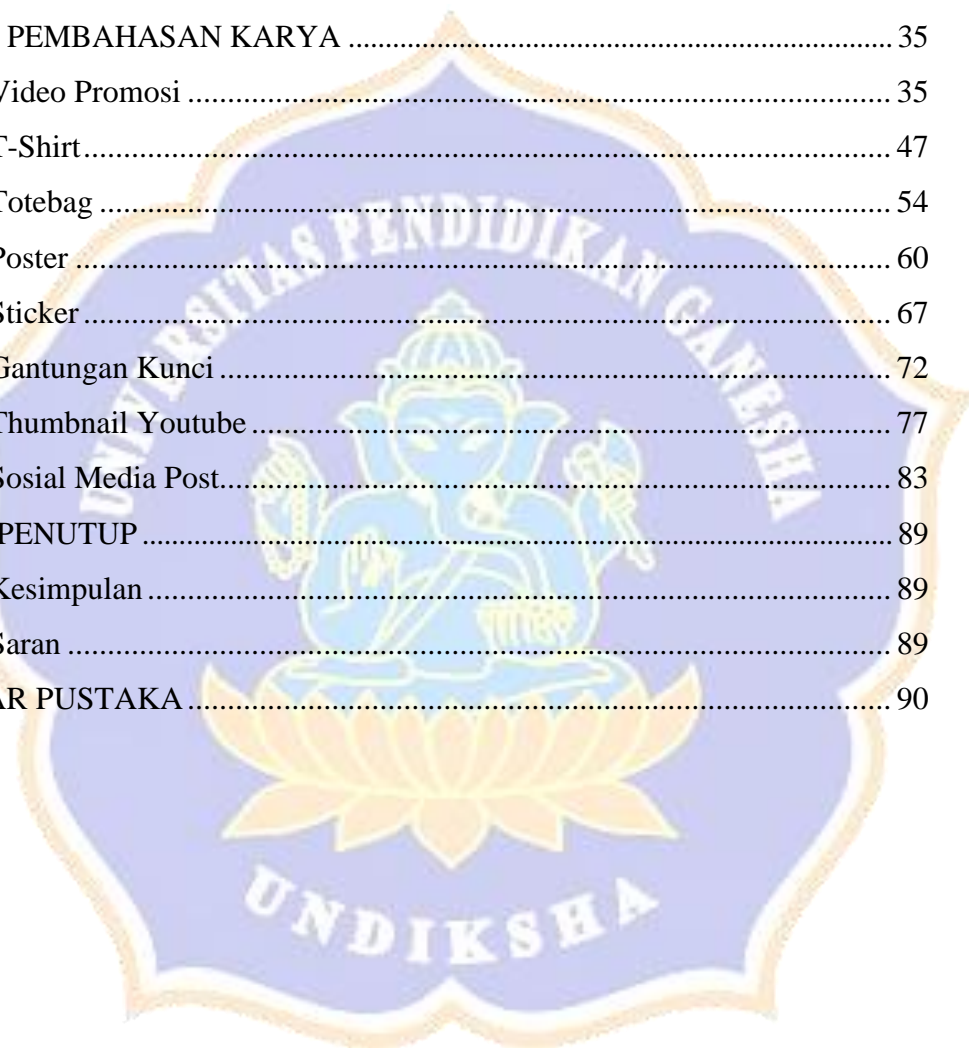 PEMBAHASAN KARYA ................................................................. 35
Video Promosi ..................................................................................... 35
T-Shirt.................................................................................................. 47
Totebag ................................................................................................ 54
Poster ................................................................................................... 60
Sticker .................................................................................................. 67
Gantungan Kunci ................................................................................. 72
Thumbnail Youtube ............................................................................. 77
Sosial Media Post................................................................................. 83
PENUTUP ........................................................................................... 89
Kesimpulan .......................................................................................... 89
Saran .................................................................................................... 89
AR PUSTAKA ..................................................................................... 90
UNIVERSITAS PENDIDIKAN GANESHA
UNDIKSHA